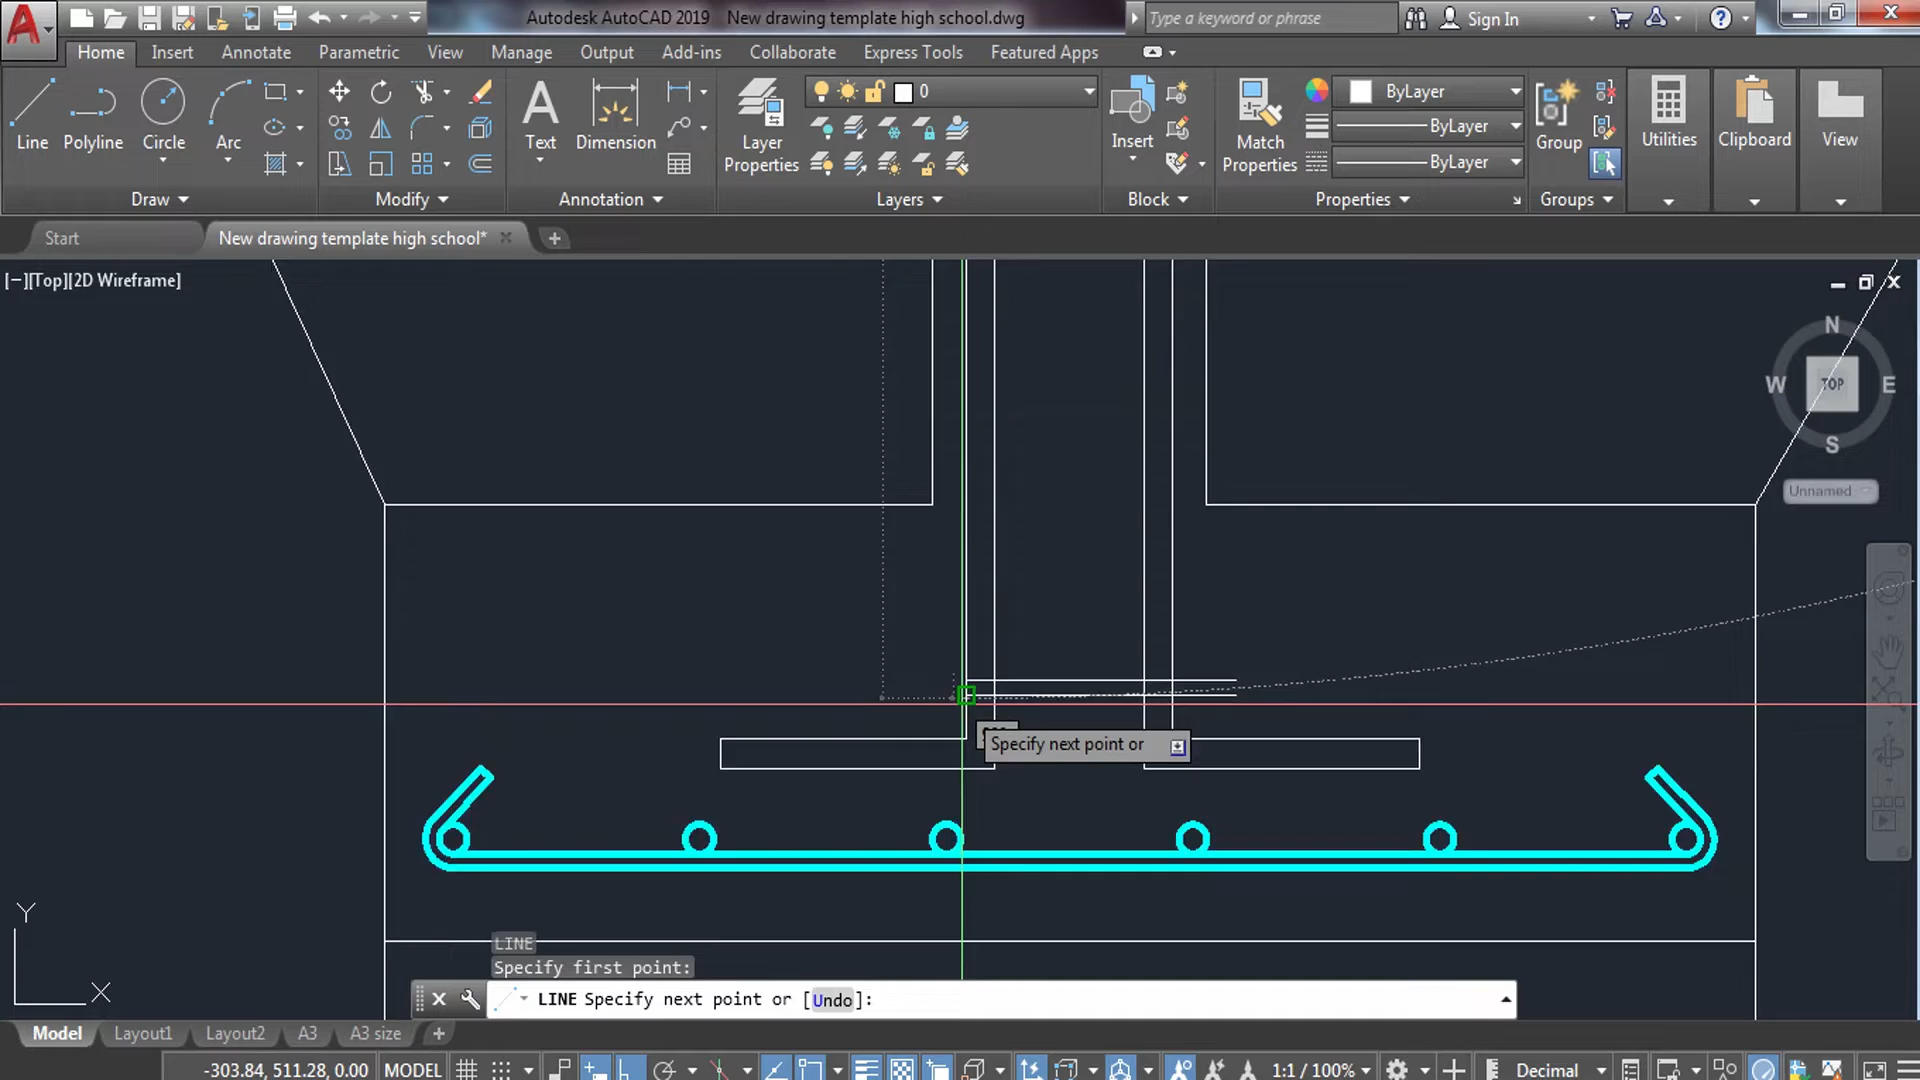 Autodesk AutoCAD 2019 New drawing template high school.dwg
Type a keyword or phrase
Sign In
Home Insert Annotate Parametric View Manage Output Add-ins Collaborate Express Tools Featured Apps
Line Polyline Circle Arc
Text Dimension
Layer Properties
0
Insert
Match Properties
ByLayer
ByLayer
ByLayer
Group
Utilities
Clipboard
View
Draw Modify Annotation Layers Block Properties Groups
Start
New drawing template high school*
[−][Top][2D Wireframe]
N
W TOP E
S
Unnamed
Specify next point or
Y
X
LINE
Specify first point:
LINE Specify next point or [Undo]:
Model Layout1 Layout2 A3 A3 size
-303.84, 511.28, 0.00 MODEL 1:1 / 100% Decimal